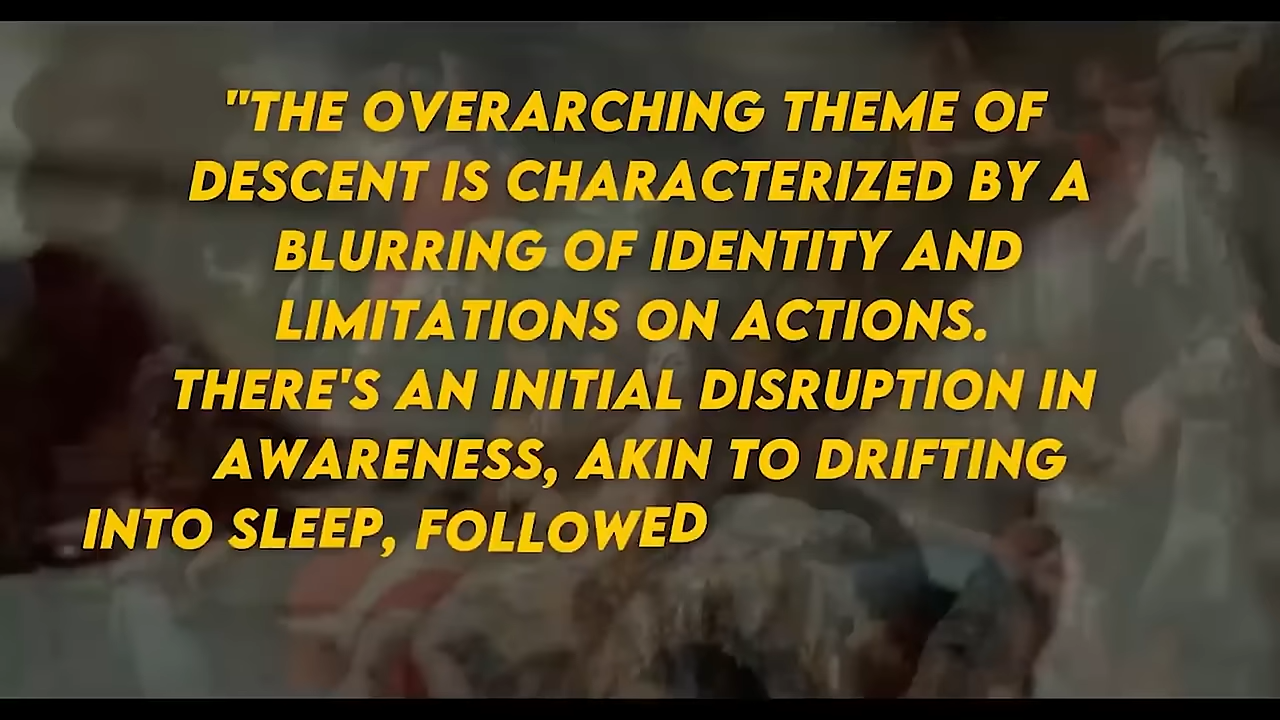 "THE OVERARCHING THEME OF
DESCENT IS CHARACTERIZED BY A
BLURRING OF IDENTITY AND
LIMITATIONS ON ACTIONS.
THERE'S AN INITIAL DISRUPTION IN
AWARENESS, AKIN TO DRIFTING
INTO SLEEP, FOLLOWED